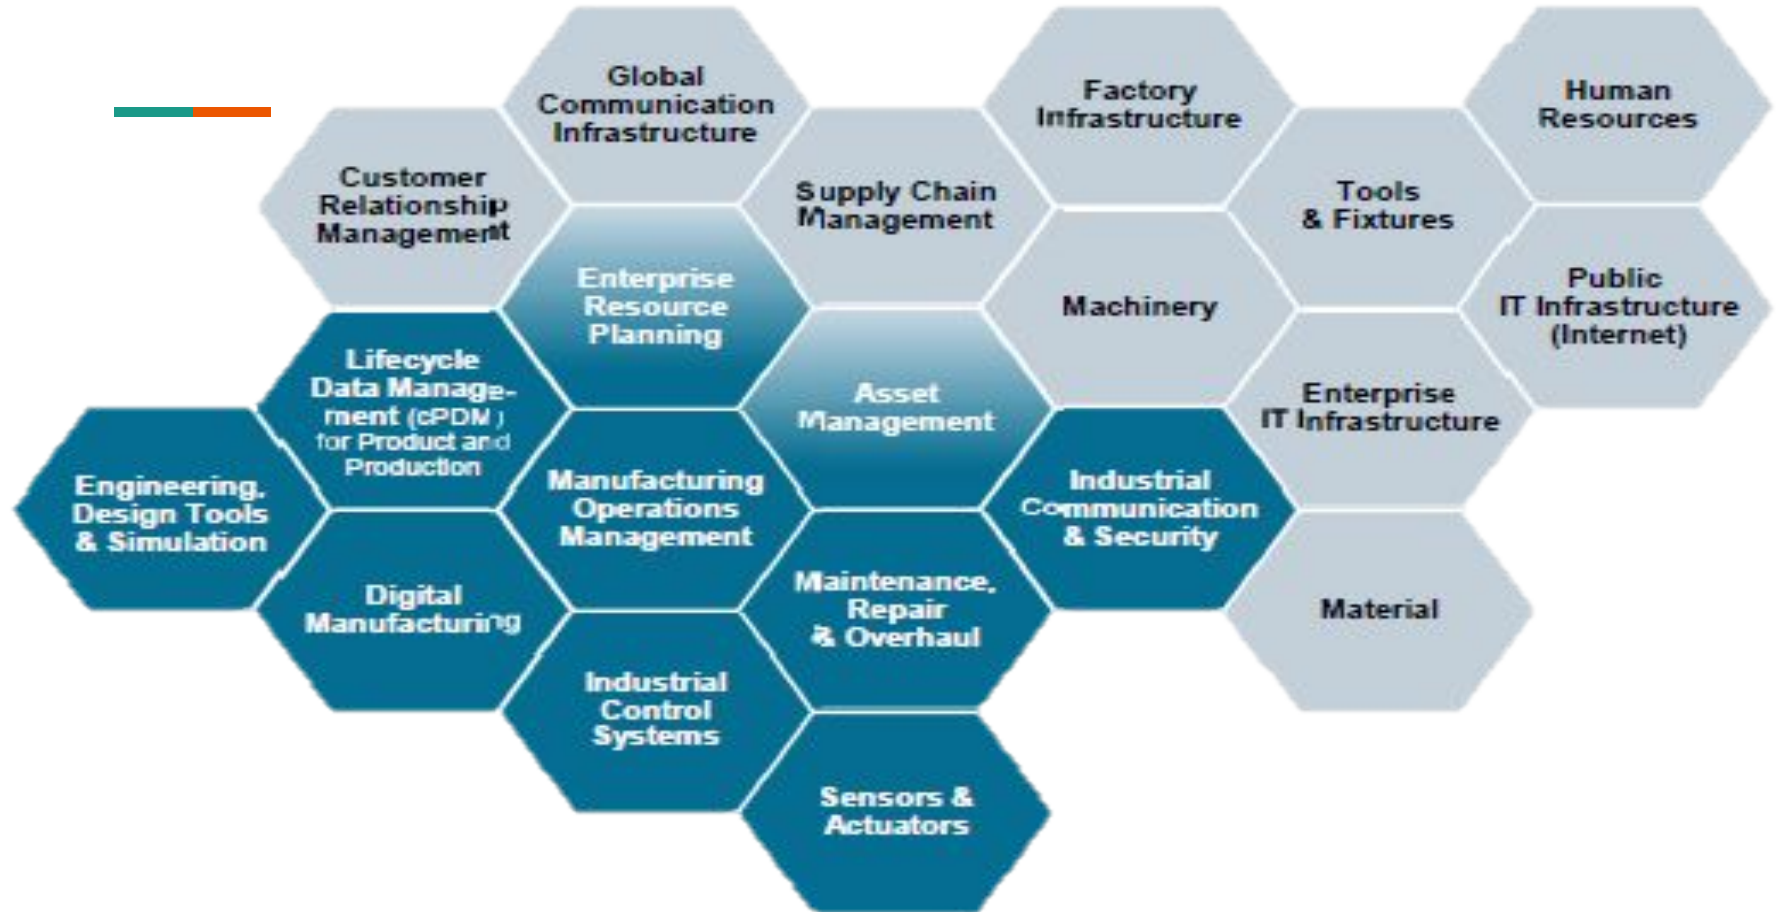 Global
Communication
Infrastructure
Factory
Infrastructure
Human
Resources
Customer
Relationship
Management
Supply Chain
Management
Tools
& Fixtures
Enterprise
Resource
Planning
Machinery
Public
IT Infrastructure
(Internet)
Lifecycle
Data Manage-
ment (cPDM)
for Product and
Production
Asset
Management
Enterprise
IT Infrastructure
Engineering,
Design Tools
& Simulation
Manufacturing
Operations
Management
Industrial
Communication
& Security
Digital
Manufacturing
Maintenance,
Repair
& Overhaul
Material
Industrial
Control
Systems
Sensors &
Actuators